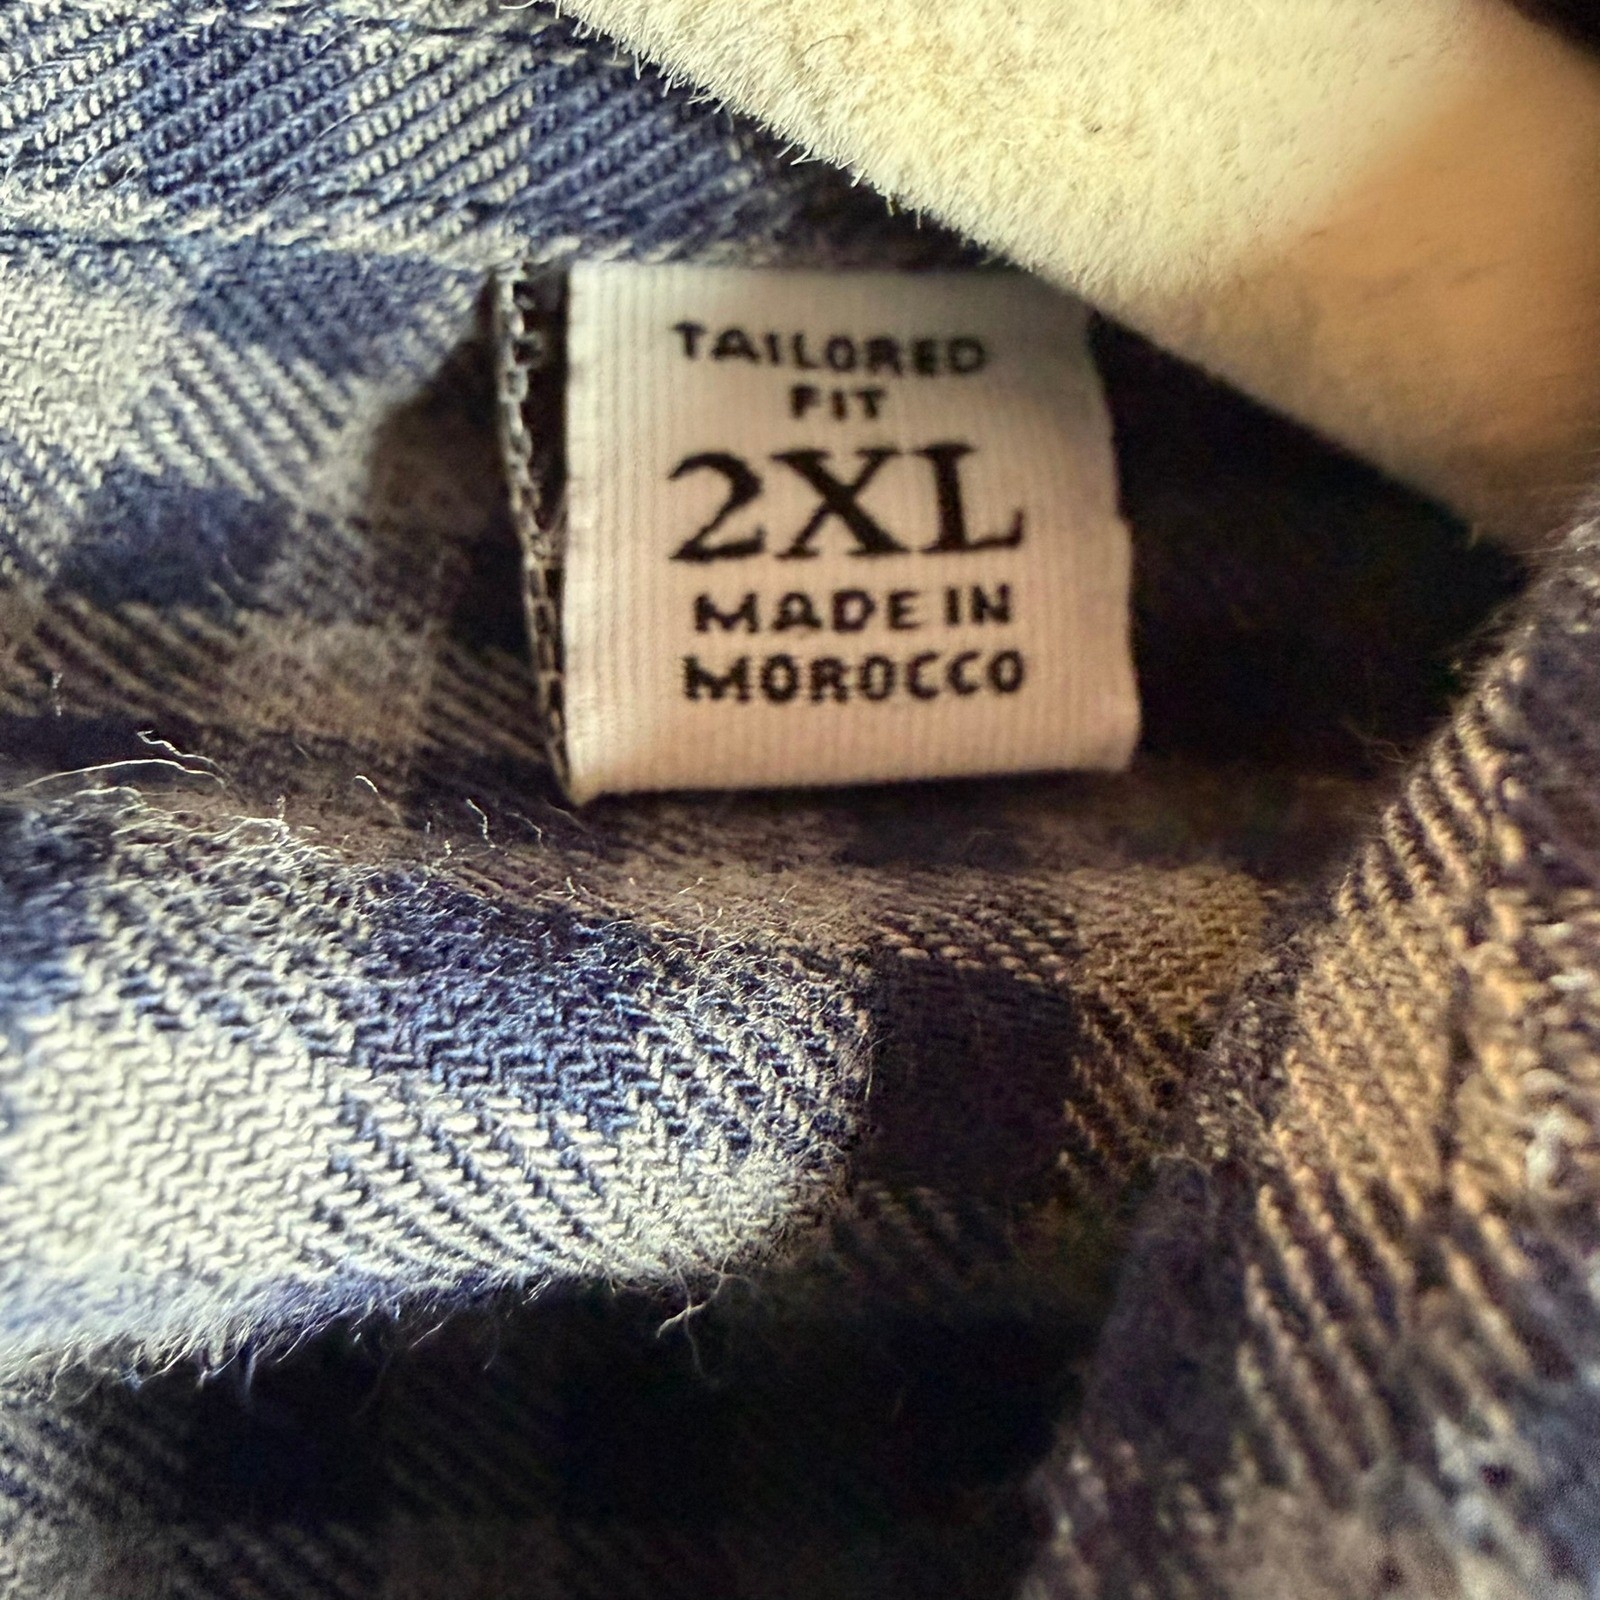 TAILORED
FIT
2XL
MADE IN
MOROCCO